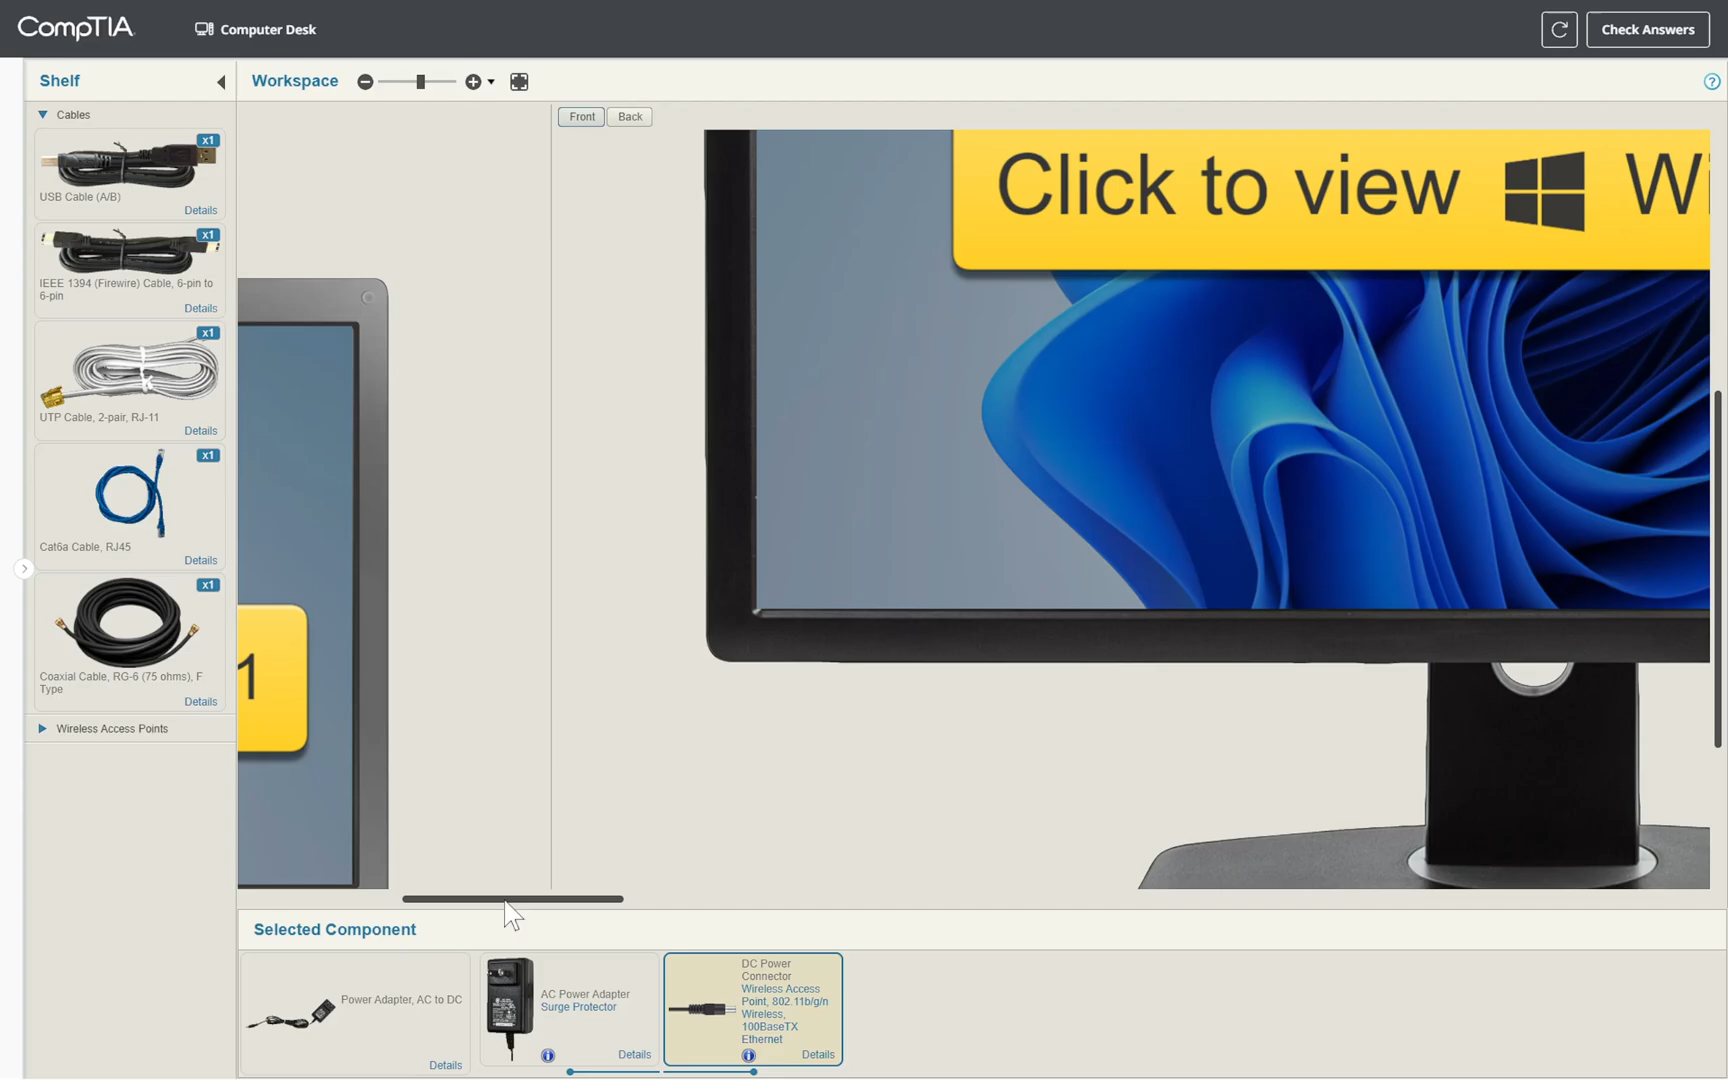 CompTIA
Computer Desk
Check Answers
Shelf
Workspace
?
Cables
Front
Back
x1
USB Cable (A/B)
Details
x1
IEEE 1394 (Firewire) Cable, 6-pin to
6-pin
Details
x1
UTP Cable, 2-pair, RJ-11
Details
x1
Cat6a Cable, RJ45
Details
x1
Coaxial Cable, RG-6 (75 ohms), F
Type
Details
Wireless Access Points
Click to view Wi
1
Selected Component
Power Adapter, AC to DC
Details
AC Power Adapter
Surge Protector
Details
DC Power
Connector
Wireless Access
Point, 802.11b/g/n
Wireless,
100BaseTX
Ethernet
Details